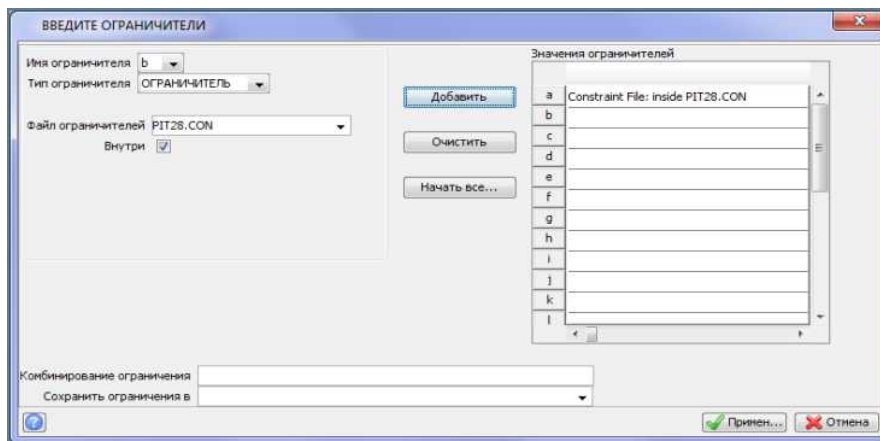 ВВЕДИТЕ ОГРАНИЧИТЕЛИ
Имя ограничителя b
Тип ограничителя ОГРАНИЧИТЕЛЬ
Файл ограничителей PIT28.CON
Внутри
Добавить
Очистить
Начать все...
Значения ограничителей
a Constraint File: inside PIT28.CON
b
c
d
e
f
g
h
i
j
k
l
Комбинирование ограничения
Сохранить ограничения в
Примен...
Отмена